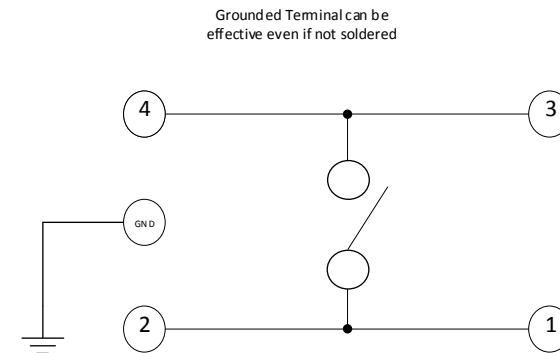 Grounded Terminal can be
effective even if not soldered
4
3
GND
2
1